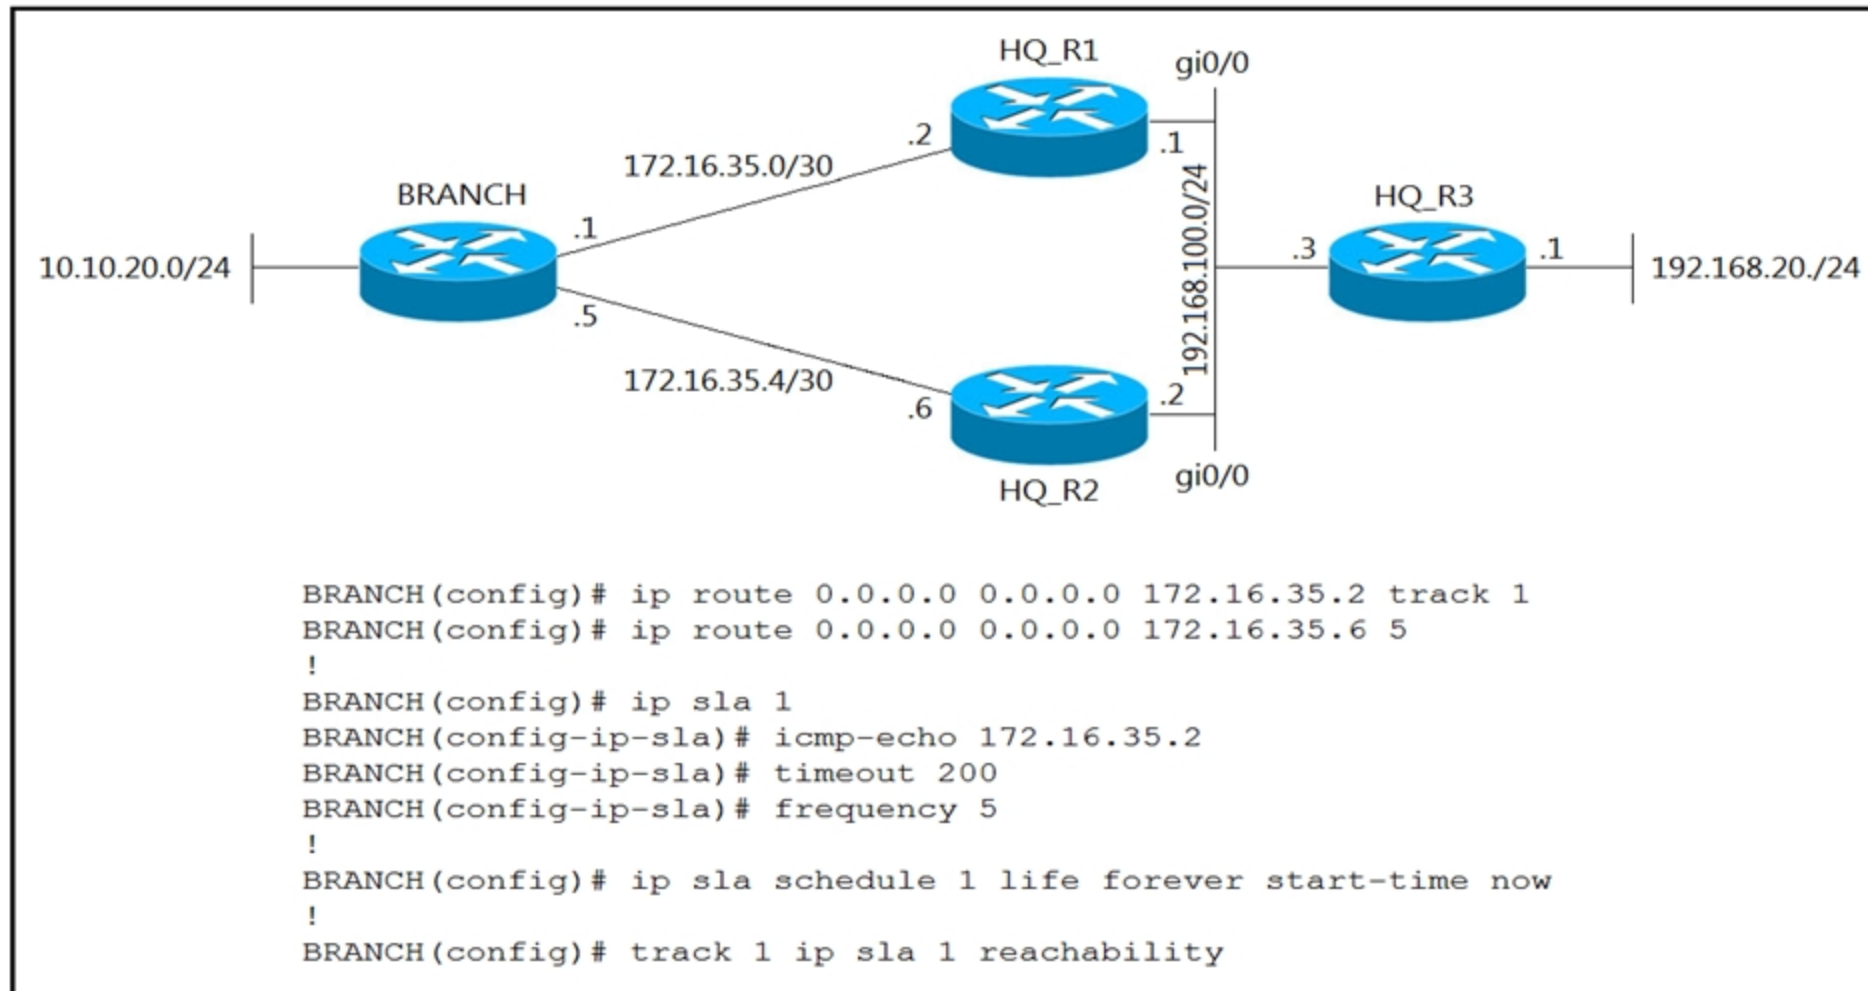 HQ_R1
gi0/0
.2
.1
172.16.35.0/30
BRANCH
HQ_R3
.1
192.168.100.0/24
.3
.1
10.10.20.0/24
192.168.20./24
.5
172.16.35.4/30
.6
.2
HQ_R2
gi0/0
BRANCH(config)# ip route 0.0.0.0 0.0.0.0 172.16.35.2 track 1
BRANCH(config)# ip route 0.0.0.0 0.0.0.0 172.16.35.6 5
!
BRANCH(config)# ip sla 1
BRANCH(config-ip-sla)# icmp-echo 172.16.35.2
BRANCH(config-ip-sla)# timeout 200
BRANCH(config-ip-sla)# frequency 5
!
BRANCH(config)# ip sla schedule 1 life forever start-time now
!
BRANCH(config)# track 1 ip sla 1 reachability